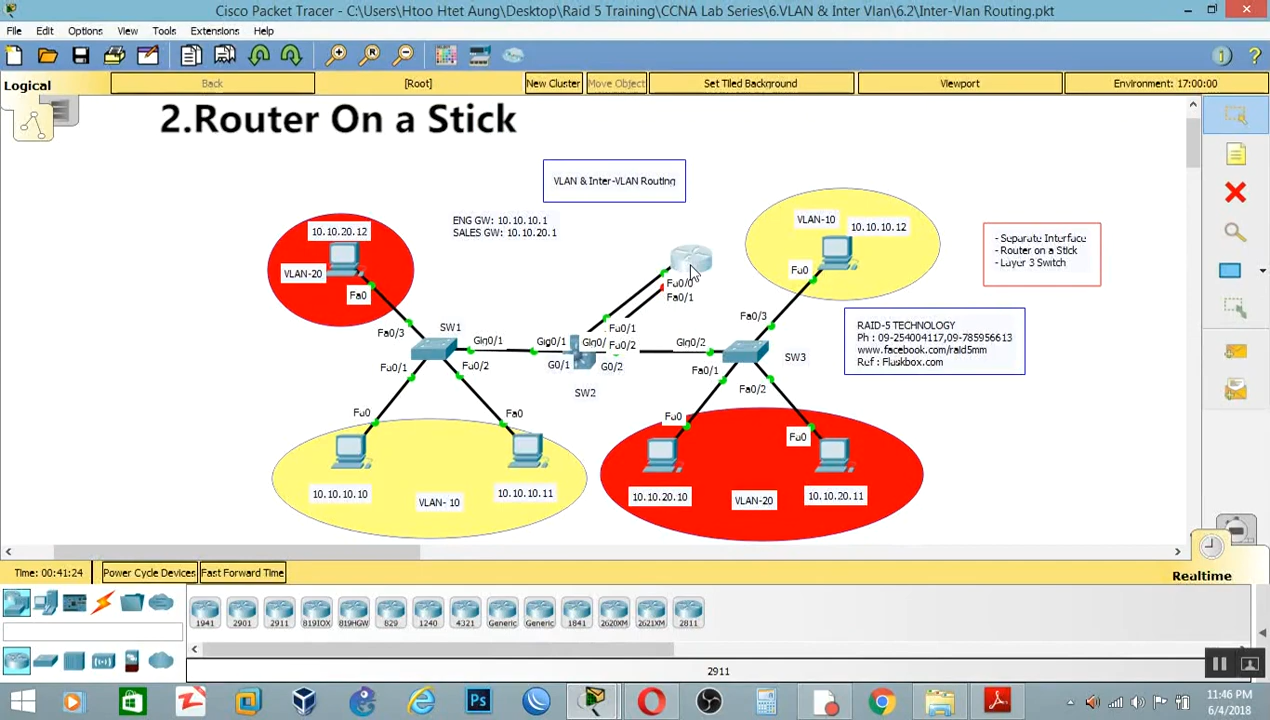 Cisco Packet Tracer - C:\Users\Htoo Htet Aung\Desktop\Raid 5 Training\CCNA Lab Series\6.VLAN & Inter Vlan\6.2\Inter-Vlan Routing.pkt
File Edit Options View Tools Extensions Help
Logical
Back
[Root]
New Cluster
Move Object
Set Tiled Background
Viewport
Environment: 17:00:00
2.Router On a Stick
VLAN & Inter-VLAN Routing
ENG GW: 10.10.10.1
SALES GW: 10.10.20.1
10.10.20.12
VLAN-20
Fa0
VLAN-10
10.10.10.12
Fa0
- Separate Interface
- Router on a Stick
- Layer 3 Switch
Fa0/0
Fa0/1
RAID-5 TECHNOLOGY
Ph : 09-254004117,09-785956613
www.facebook.com/raid5mm
Ref : Flaskbox.com
Fa0/3
SW1
Gig0/1
Gig0/1
Fa0/1
Fa0/2
G0/1
G0/2
SW2
Gig0/2
Fa0/3
SW3
Fa0/1
Fa0/2
Fa0/1
Fa0/2
Fa0
Fa0
Fa0
Fa0
10.10.10.10
VLAN- 10
10.10.10.11
10.10.20.10
VLAN-20
10.10.20.11
Time: 00:41:24
Power Cycle Devices
Fast Forward Time
Realtime
1941
2901
2911
819IOX
819HGW
829
1240
4321
Generic
Generic
1841
2620XM
2621XM
2811
2911
11:46 PM
6/4/2018